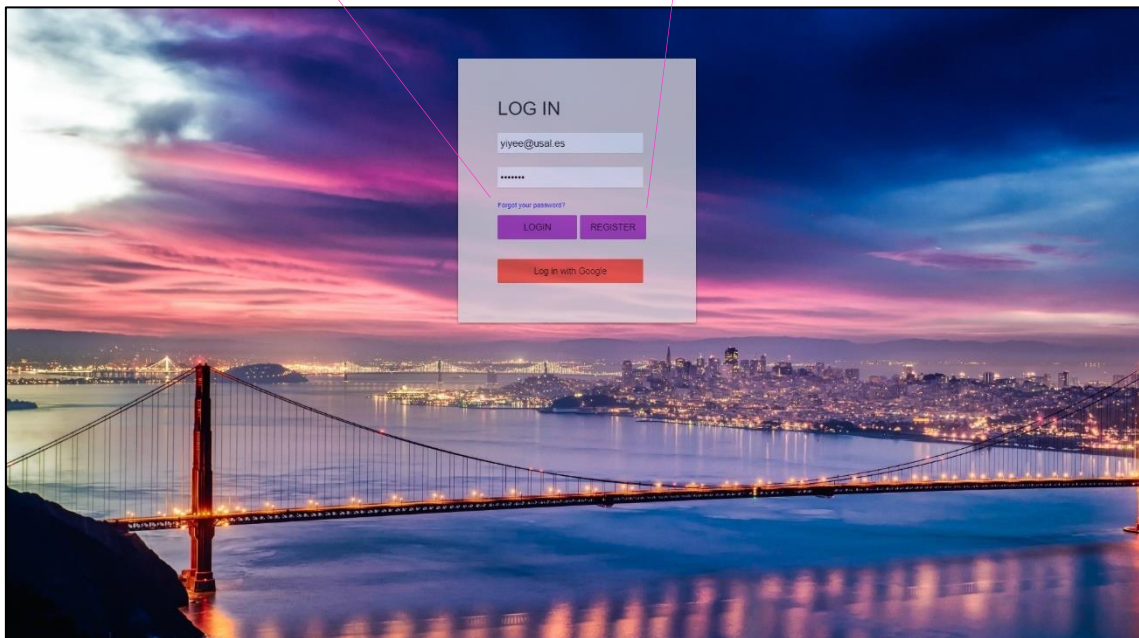 LOG IN
yiyee@usal.es
•••••••
Forgot your password?
LOGIN REGISTER
Log in with Google